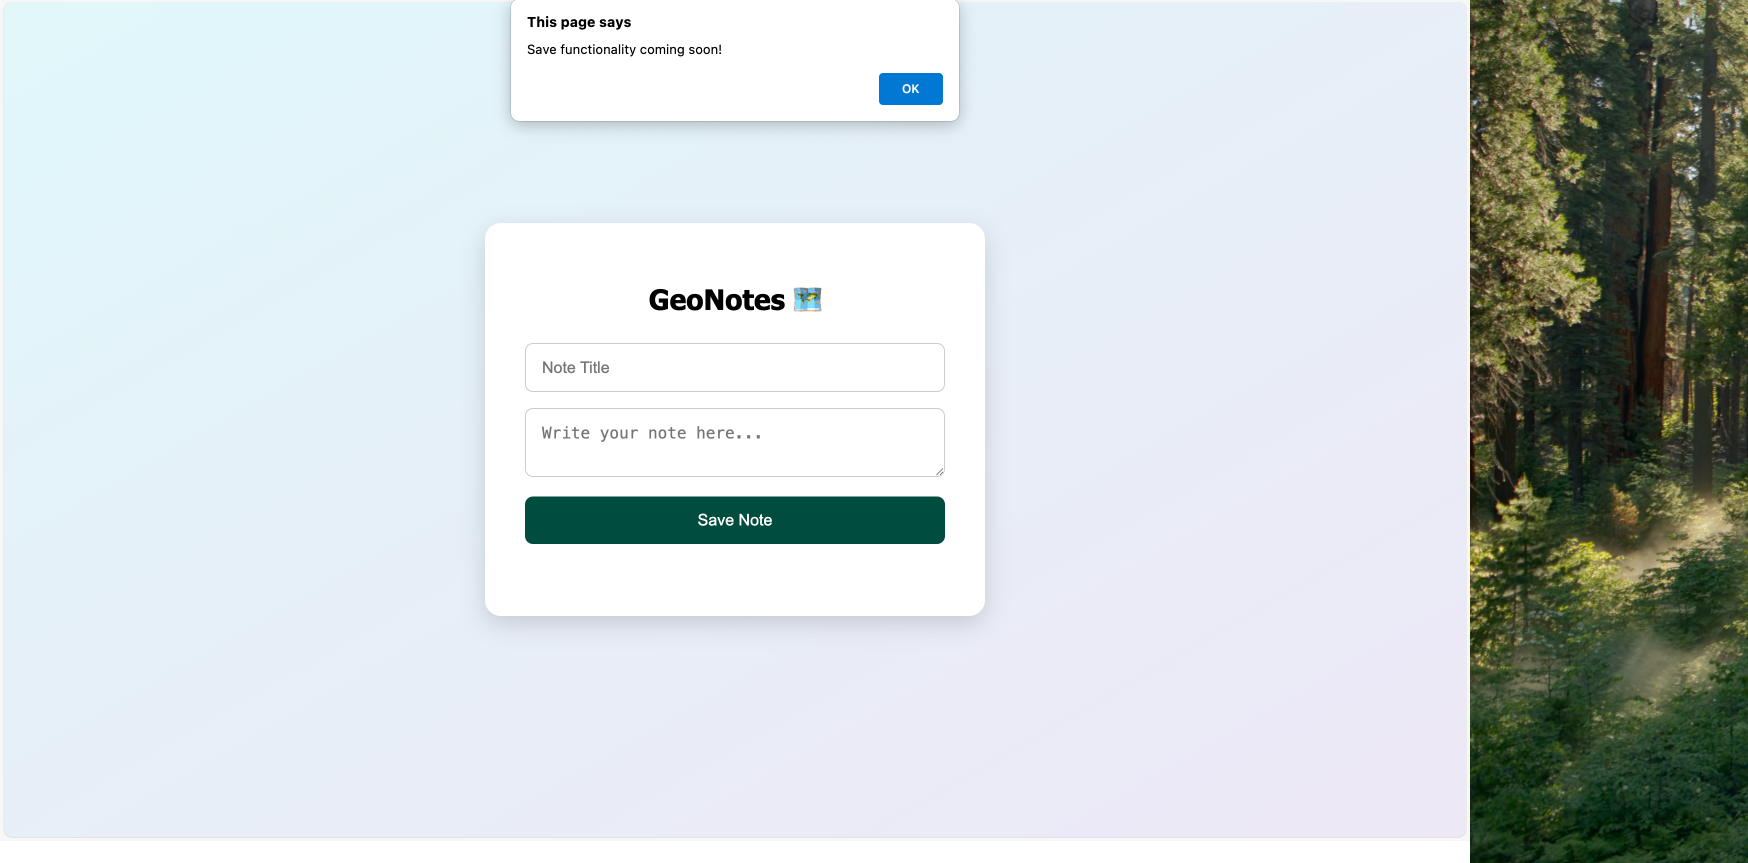 This page says
Save functionality coming soon!
OK
GeoNotes 🗺️
Note Title
Write your note here...
Save Note